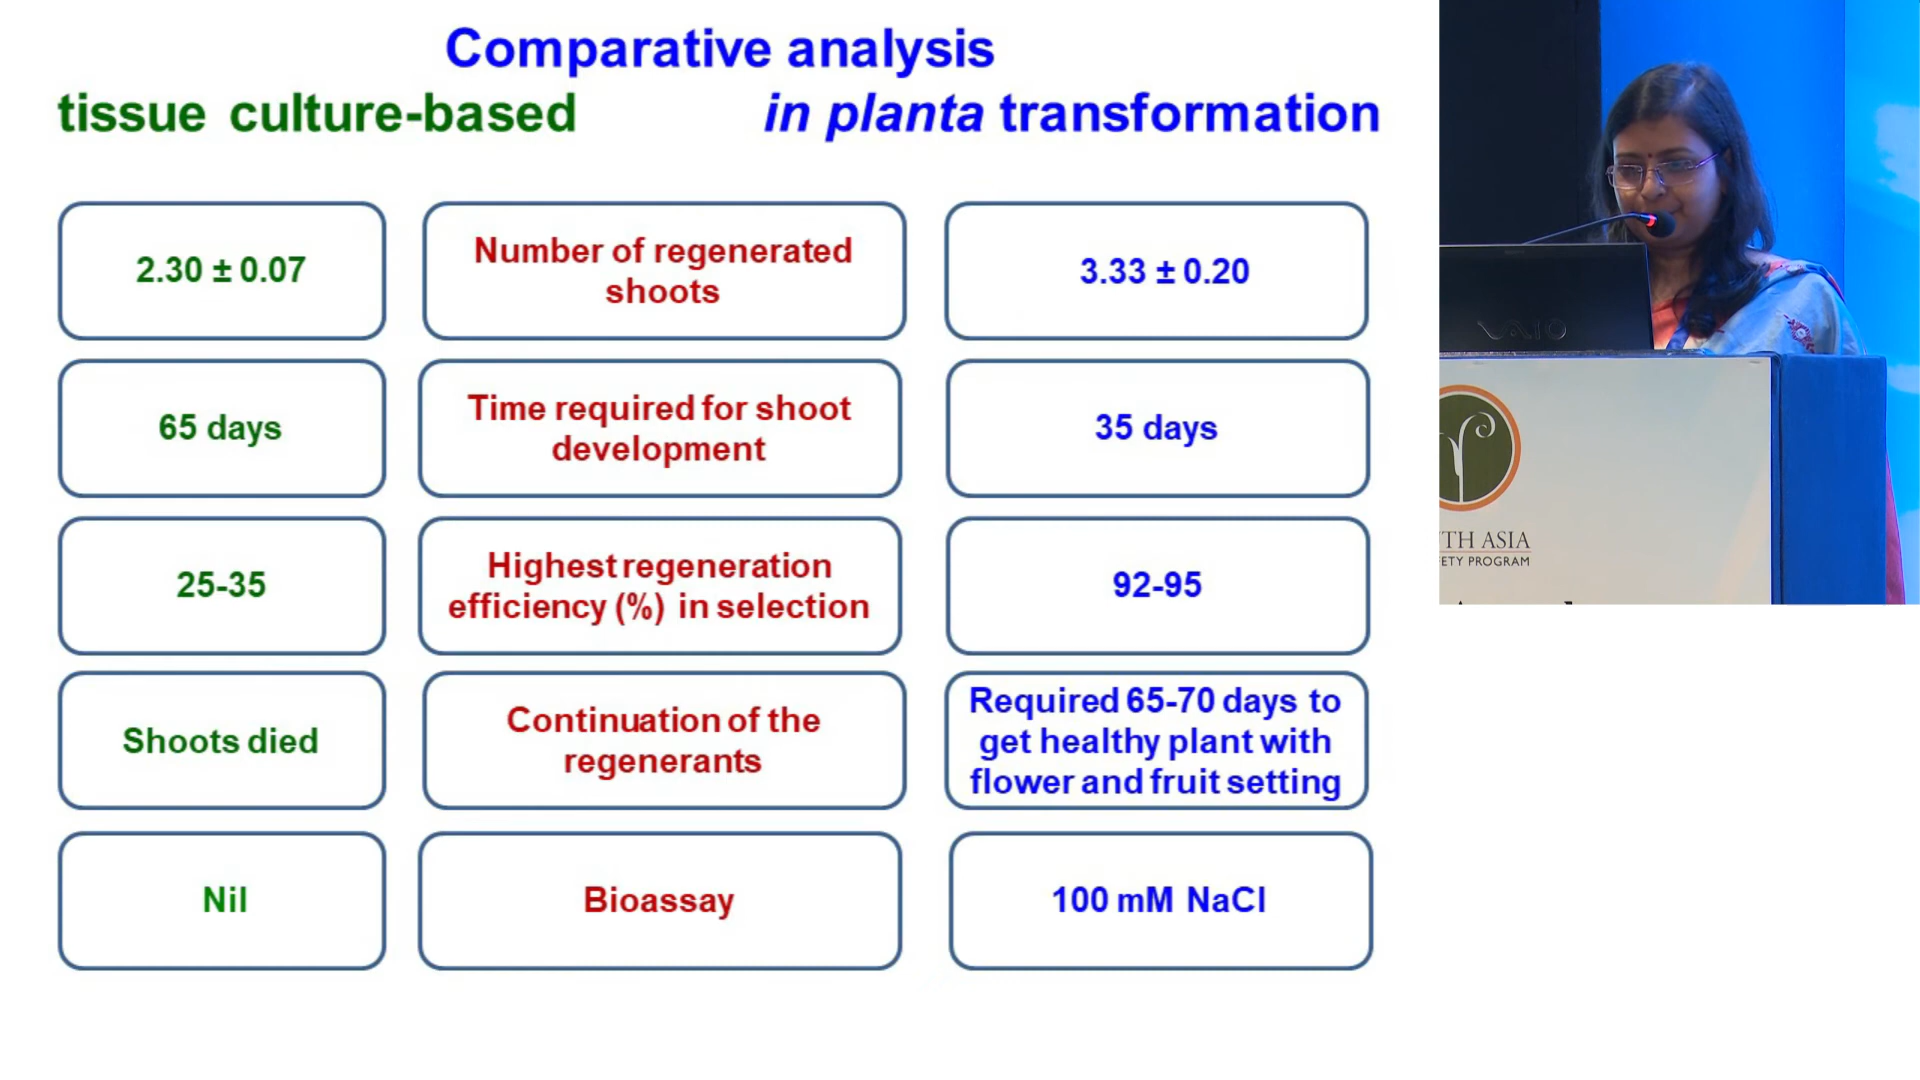 Comparative analysis
tissue culture-based in planta transformation
2.30 ± 0.07
Number of regenerated
shoots
3.33 ± 0.20
65 days
Time required for shoot
development
35 days
25-35
Highest regeneration
efficiency (%) in selection
92-95
Shoots died
Continuation of the
regenerants
Required 65-70 days to
get healthy plant with
flower and fruit setting
Nil
Bioassay
100 mM NaCl
VAIO
TH ASIA
ETY PROGRAM